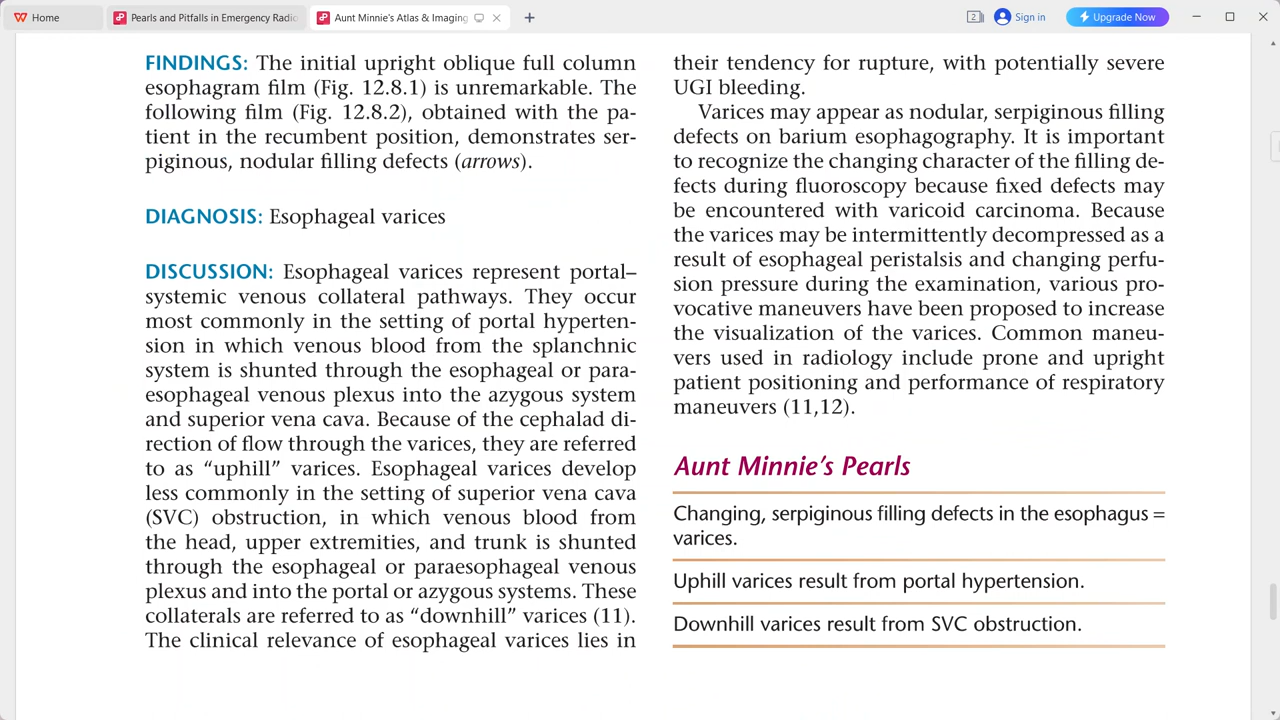 Home
Pearls and Pitfalls in Emergency Radio
Aunt Minnie's Atlas & Imaging
2
Sign in
Upgrade Now
FINDINGS: The initial upright oblique full column
esophagram film (Fig. 12.8.1) is unremarkable. The
following film (Fig. 12.8.2), obtained with the pa-
tient in the recumbent position, demonstrates ser-
piginous, nodular filling defects (arrows).
DIAGNOSIS: Esophageal varices
DISCUSSION: Esophageal varices represent portal–
systemic venous collateral pathways. They occur
most commonly in the setting of portal hyperten-
sion in which venous blood from the splanchnic
system is shunted through the esophageal or para-
esophageal venous plexus into the azygous system
and superior vena cava. Because of the cephalad di-
rection of flow through the varices, they are referred
to as “uphill” varices. Esophageal varices develop
less commonly in the setting of superior vena cava
(SVC) obstruction, in which venous blood from
the head, upper extremities, and trunk is shunted
through the esophageal or paraesophageal venous
plexus and into the portal or azygous systems. These
collaterals are referred to as “downhill” varices (11).
The clinical relevance of esophageal varices lies in
their tendency for rupture, with potentially severe
UGI bleeding.
Varices may appear as nodular, serpiginous filling
defects on barium esophagography. It is important
to recognize the changing character of the filling de-
fects during fluoroscopy because fixed defects may
be encountered with varicoid carcinoma. Because
the varices may be intermittently decompressed as a
result of esophageal peristalsis and changing perfu-
sion pressure during the examination, various pro-
vocative maneuvers have been proposed to increase
the visualization of the varices. Common maneu-
vers used in radiology include prone and upright
patient positioning and performance of respiratory
maneuvers (11,12).
Aunt Minnie’s Pearls
Changing, serpiginous filling defects in the esophagus =
varices.
Uphill varices result from portal hypertension.
Downhill varices result from SVC obstruction.